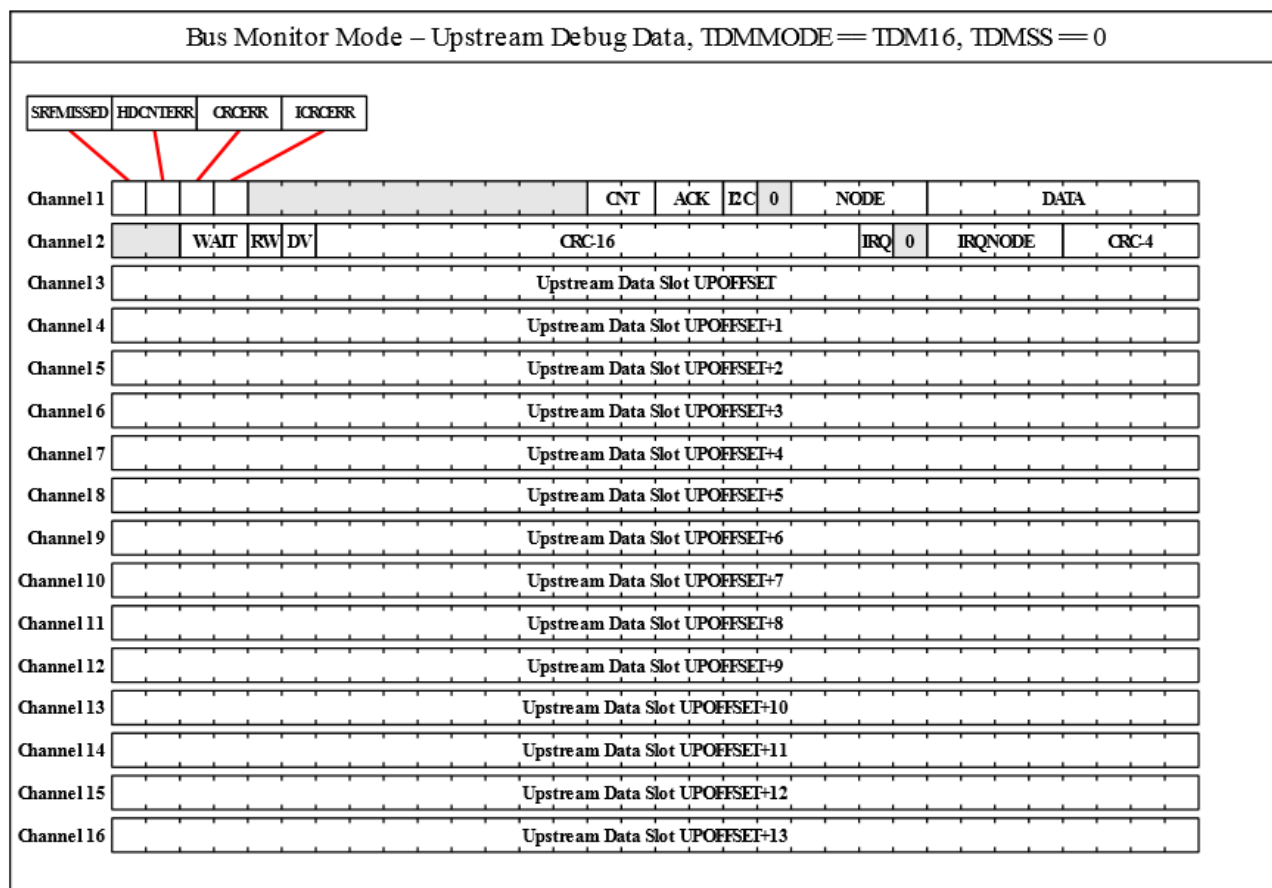 Bus Monitor Mode – Upstream Debug Data, TDMMODE == TDM16, TDMSS == 0
SRFMISSED HDCNTERR CRCERR ICRCERR
Channel 1 CNT ACK I2C 0 NODE DATA
Channel 2 WAIT RW DV CRC-16 IRQ 0 IRQNODE CRC-4
Channel 3 Upstream Data Slot UPOFFSET
Channel 4 Upstream Data Slot UPOFFSET+1
Channel 5 Upstream Data Slot UPOFFSET+2
Channel 6 Upstream Data Slot UPOFFSET+3
Channel 7 Upstream Data Slot UPOFFSET+4
Channel 8 Upstream Data Slot UPOFFSET+5
Channel 9 Upstream Data Slot UPOFFSET+6
Channel 10 Upstream Data Slot UPOFFSET+7
Channel 11 Upstream Data Slot UPOFFSET+8
Channel 12 Upstream Data Slot UPOFFSET+9
Channel 13 Upstream Data Slot UPOFFSET+10
Channel 14 Upstream Data Slot UPOFFSET+11
Channel 15 Upstream Data Slot UPOFFSET+12
Channel 16 Upstream Data Slot UPOFFSET+13